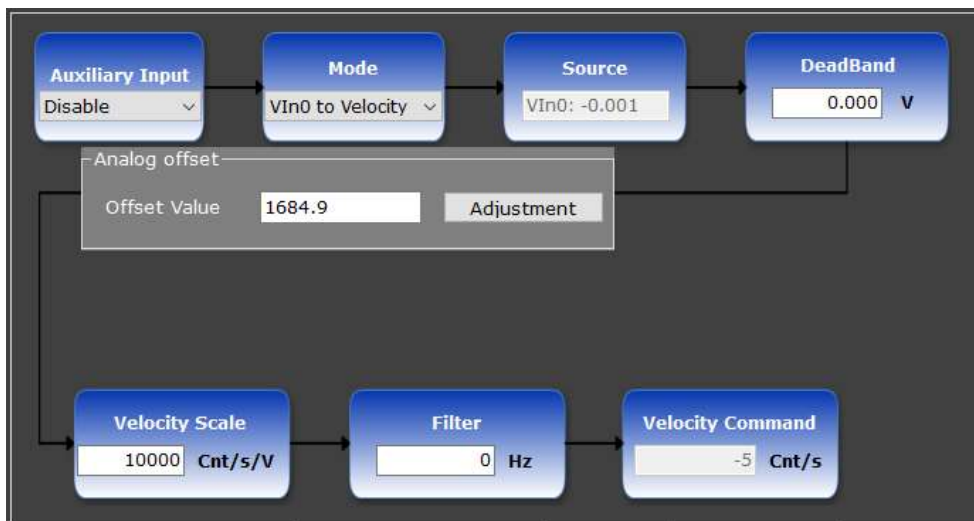 Auxiliary Input
Disable
Mode
VIn0 to Velocity
Source
VIn0: -0.001
DeadBand
0.000 V
Analog offset
Offset Value 1684.9 Adjustment
Velocity Scale
10000 Cnt/s/V
Filter
0 Hz
Velocity Command
-5 Cnt/s